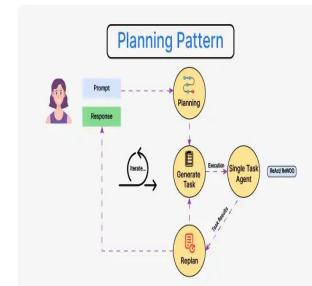 Planning Pattern
Prompt
Response
Planning
Iterate...
Generate
Task
Execution
Single Task
Agent
ReAct/ ReWOO
Task Results
Replan